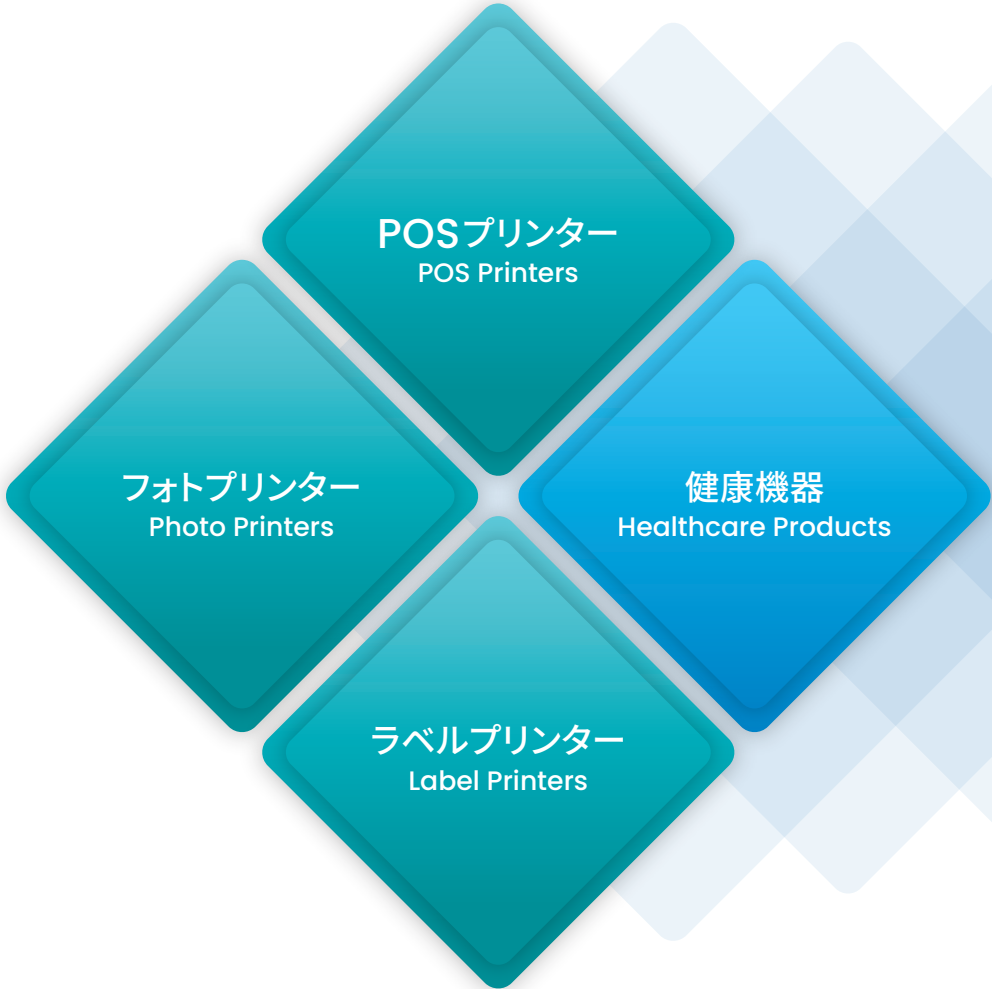 POSプリンター
POS Printers
フォトプリンター
Photo Printers
健康機器
Healthcare Products
ラベルプリンター
Label Printers